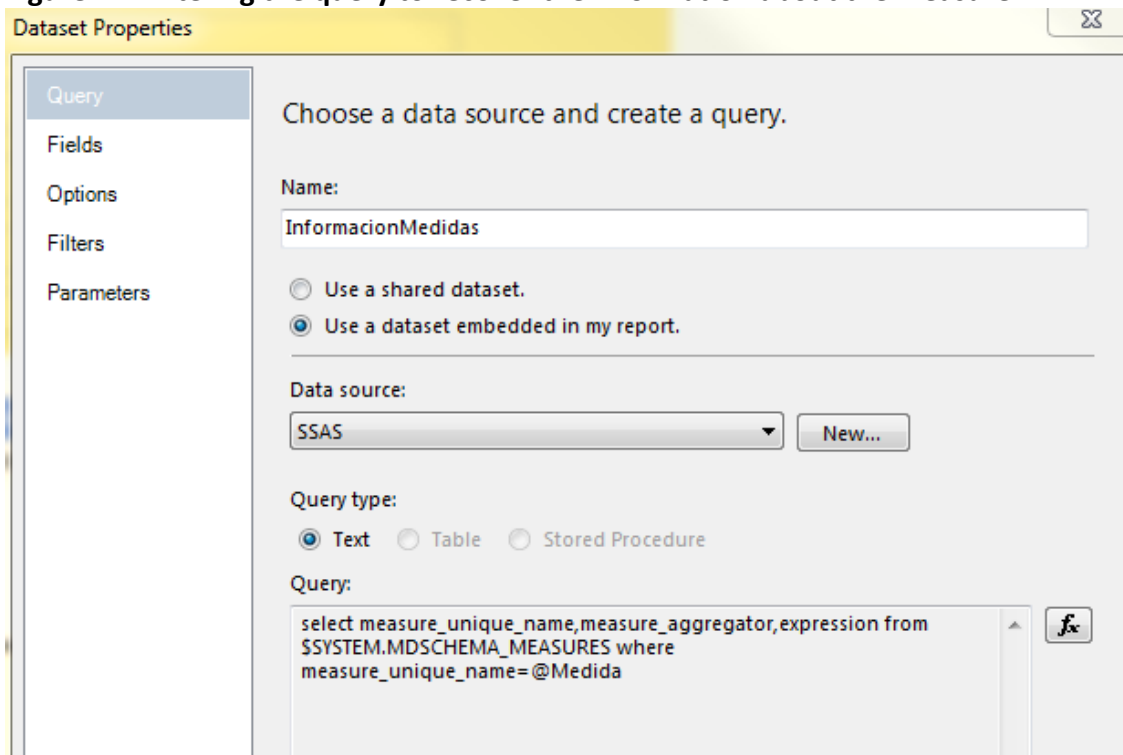 Dataset Properties
Query
Fields
Options
Filters
Parameters
Choose a data source and create a query.
Name:
InformacionMedidas
Use a shared dataset.
Use a dataset embedded in my report.
Data source:
SSAS
New...
Query type:
Text Table Stored Procedure
Query:
select measure_unique_name,measure_aggregator,expression from
$SYSTEM.MDSCHEMA_MEASURES where
measure_unique_name=@Medida
fx